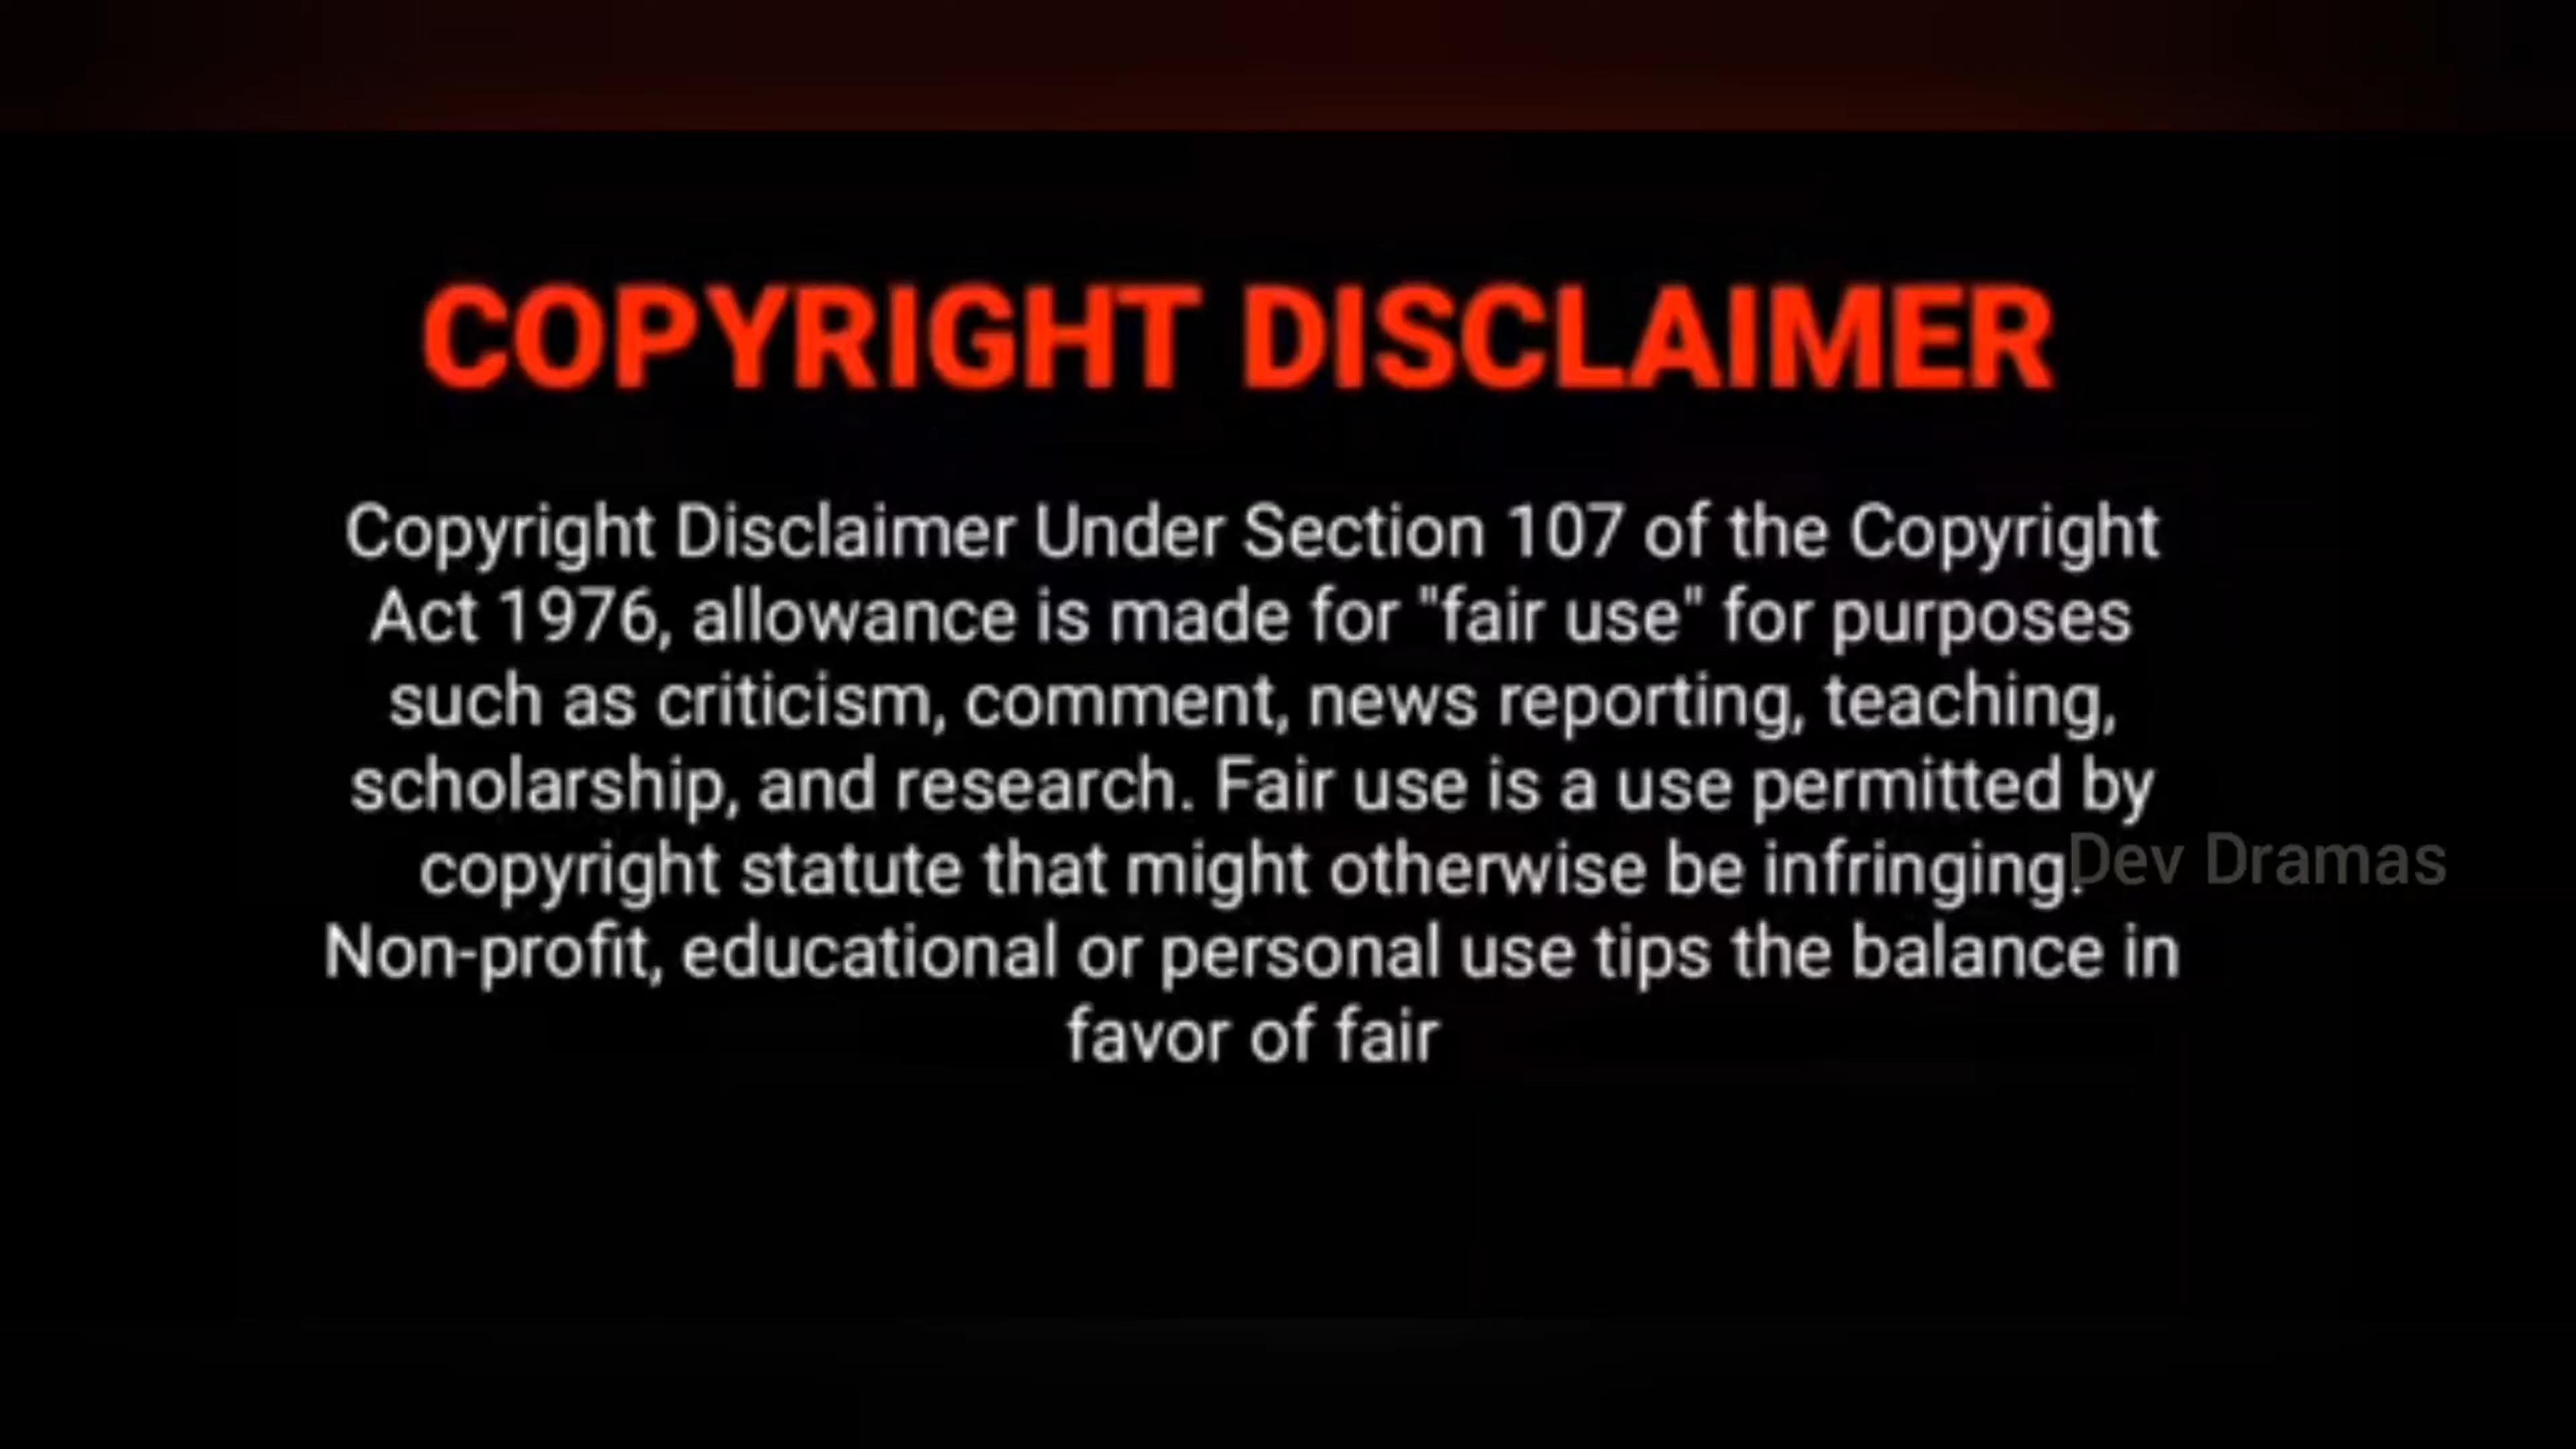 COPYRIGHT DISCLAIMER
Copyright Disclaimer Under Section 107 of the Copyright
Act 1976, allowance is made for "fair use" for purposes
such as criticism, comment, news reporting, teaching,
scholarship, and research. Fair use is a use permitted by
copyright statute that might otherwise be infringing.
Dev Dramas
Non-profit, educational or personal use tips the balance in
favor of fair